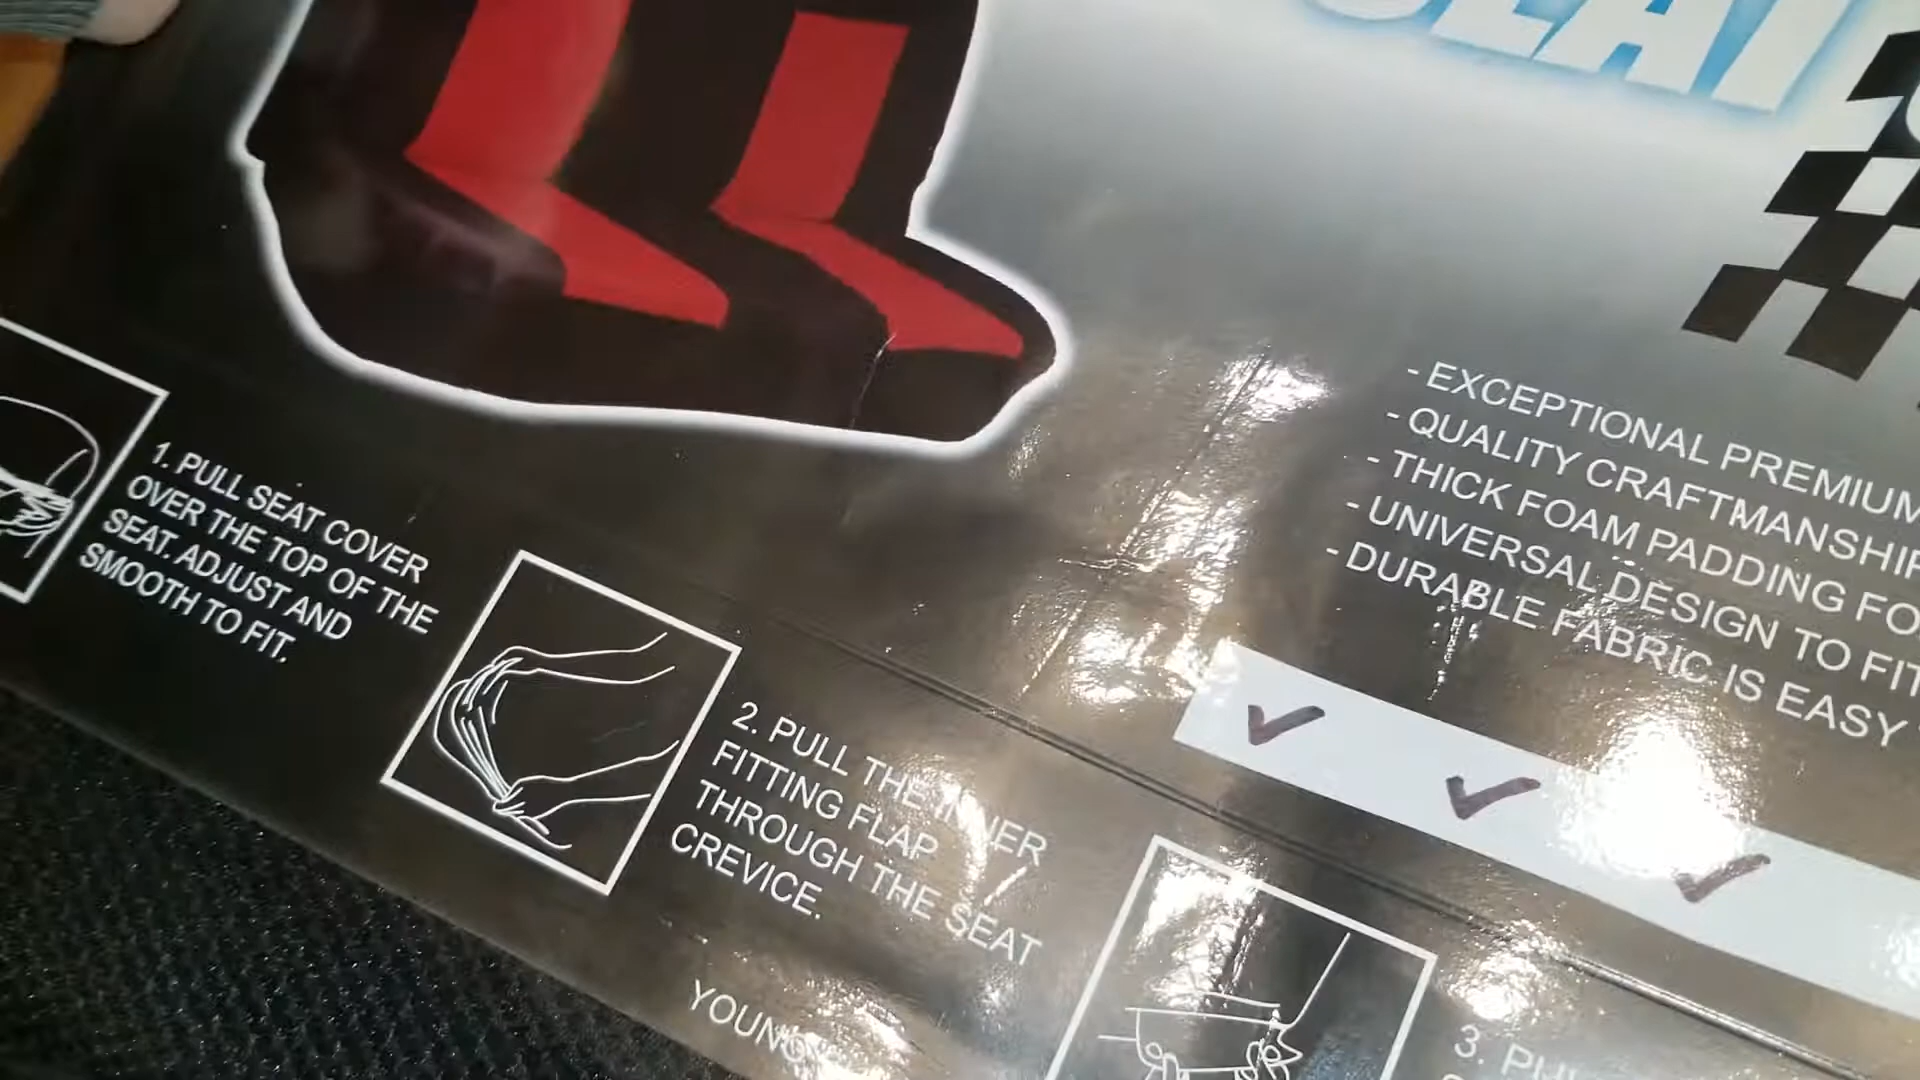 SEAT
- EXCEPTIONAL PREMIUM
- QUALITY CRAFTMANSHIP
- THICK FOAM PADDING FO
- UNIVERSAL DESIGN TO FIT
- DURABLE FABRIC IS EASY
1. PULL SEAT COVER
OVER THE TOP OF THE
SEAT. ADJUST AND
SMOOTH TO FIT.
2. PULL THE INNER
FITTING FLAP
THROUGH THE SEAT
CREVICE.
3.